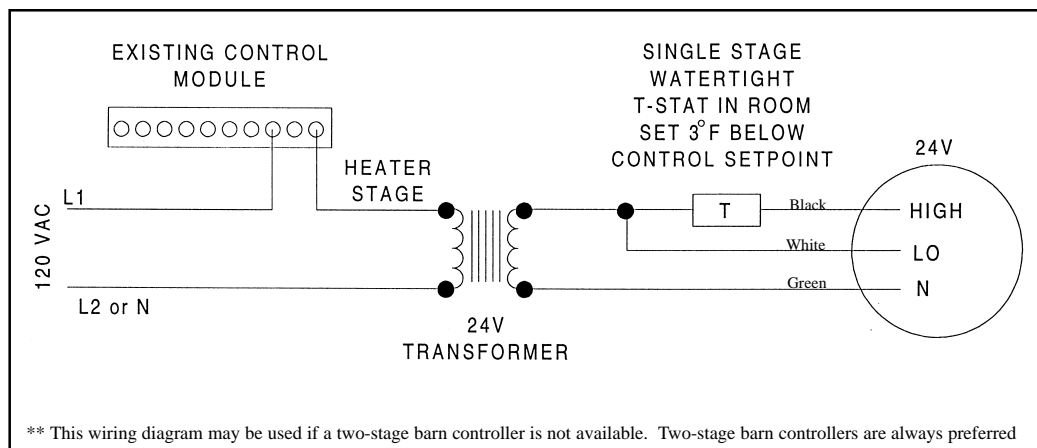 EXISTING CONTROL
MODULE
SINGLE STAGE
WATERTIGHT
T-STAT IN ROOM
SET 3°F BELOW
CONTROL SETPOINT
24V
HEATER
STAGE
L1
120 VAC
T
Black
HIGH
White
LO
Green
N
L2 or N
24V
TRANSFORMER
** This wiring diagram may be used if a two-stage barn controller is not available. Two-stage barn controllers are always preferred